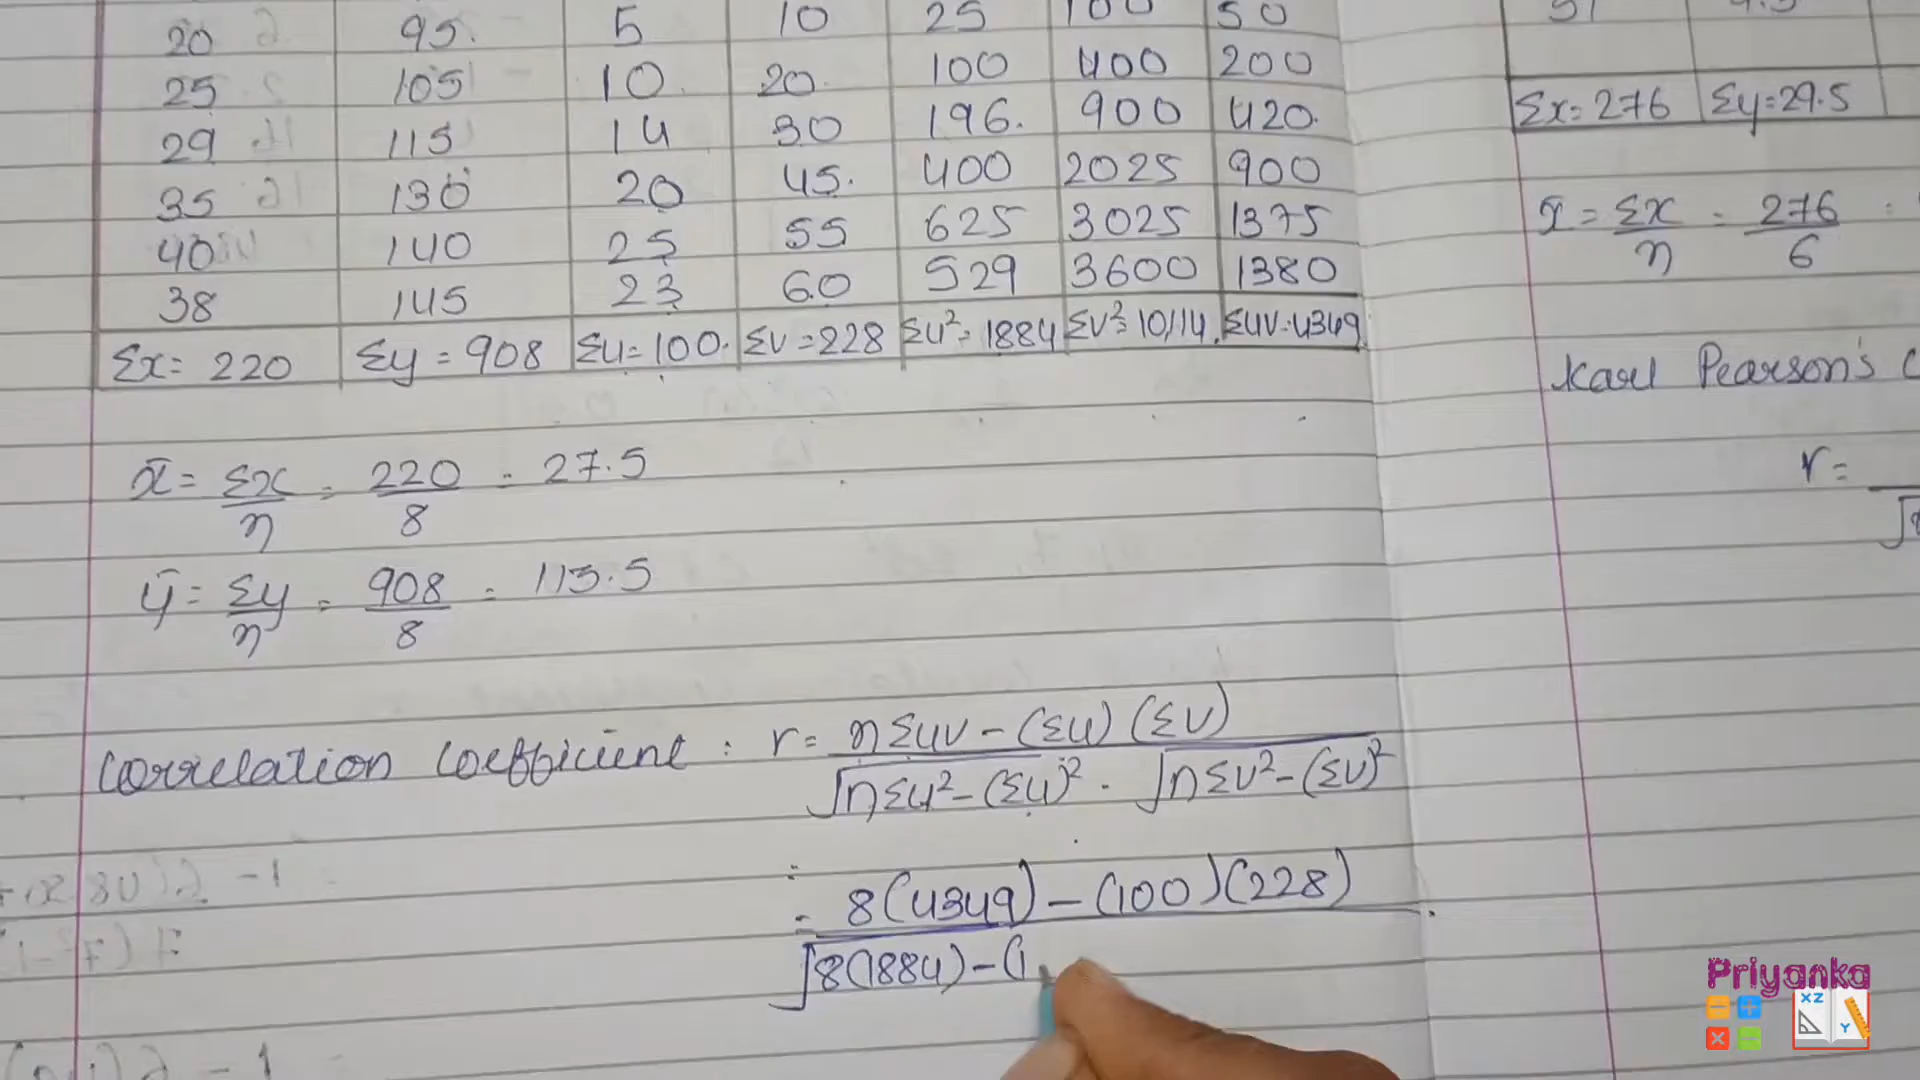 20 95. 5 10 25 100 50
25 105 10. 20. 100 400 200
29 115 14 30 196. 900 420.
35 130 20 45. 400 2025 900
40 140 25 55 625 3025 1375
38 145 23 60 529 3600 1380
Σx= 220 Σy = 908 Σu=100. Σv=228 Σu²=1884 Σv²=10114. Σuv=4349
x̄ = Σx/n = 220/8 = 27.5
ȳ = Σy/n = 908/8 = 113.5
Correlation Coefficient : r= nΣuv - (Σu) (Σv) / √nΣu² - (Σu)² . √nΣv² - (Σv)²
= 8(4349) - (100)(228)
√8(1884) - (1
Σx=276 Σy=29.5
x̄ = Σx/n = 276/6
Karl Pearson's C
r=
Priyanka
XZ
Y